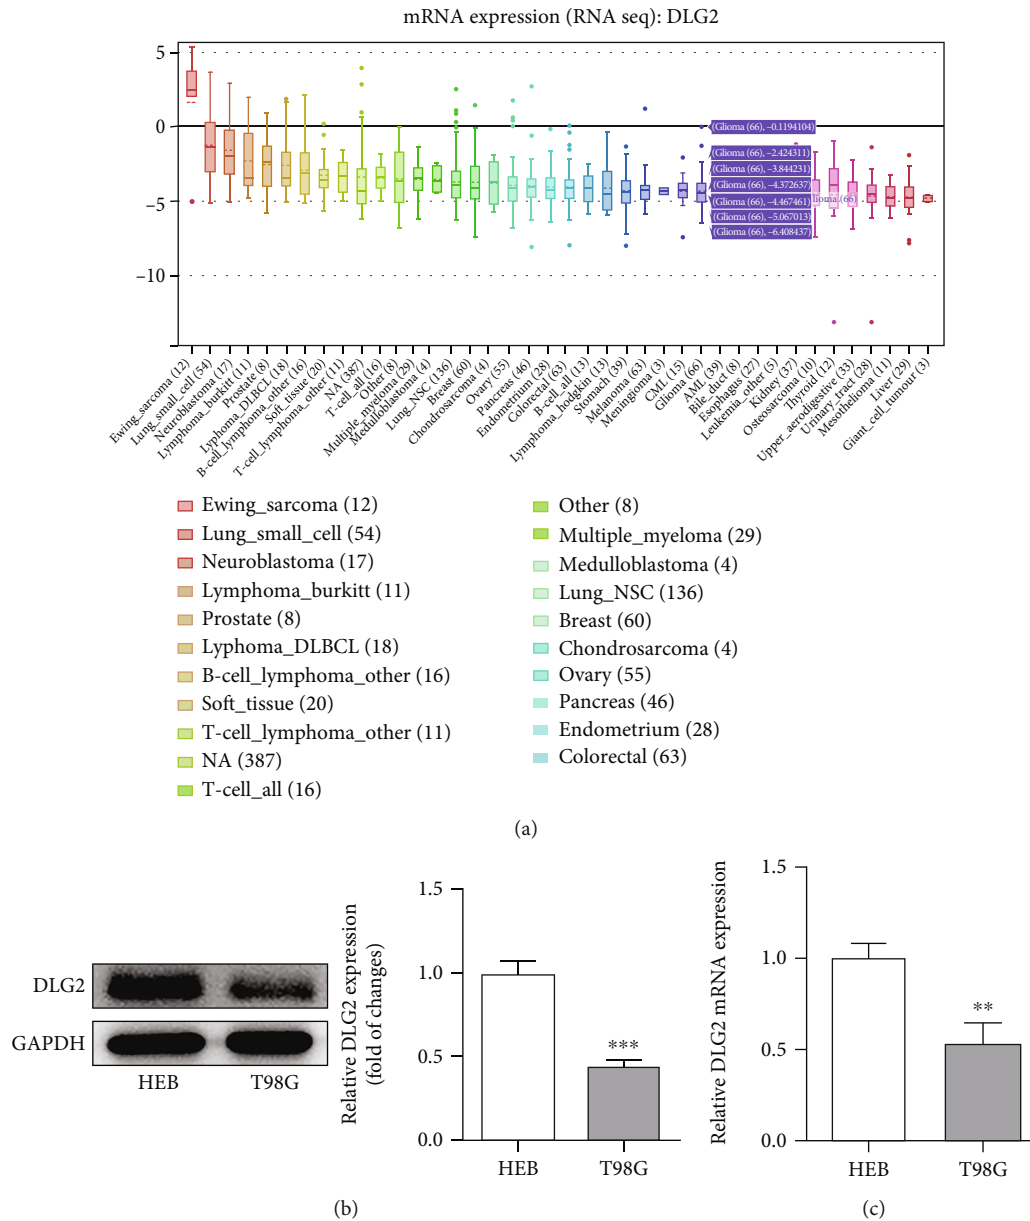 mRNA expression (RNA seq): DLG2
5
0
−5
−10
(Glioma (66), −0.1194104)
(Glioma (66), −2.424311)
(Glioma (66), −3.844231)
(Glioma (66), −4.372637)
(Glioma (66), −4.467461)
(Glioma (66), −5.067013)
(Glioma (66), −6.408437)
Glioma (66)
Ewing_sarcoma (12)
Lung_small_cell (54)
Neuroblastoma (17)
Lymphoma_burkitt (11)
Prostate (8)
Lyphoma_DLBCL (18)
B-cell_lymphoma_other (16)
Soft_tissue (20)
T-cell_lymphoma_other (11)
NA (387)
T-cell_all (16)
Other (8)
Multiple_myeloma (29)
Medulloblastoma (4)
Lung_NSC (136)
Breast (60)
Chondrosarcoma (4)
Ovary (55)
Pancreas (46)
Endometrium (28)
Colorectal (63)
B-cell_all (13)
Lymphoma_hodgkin (13)
Stomach (39)
Melanoma (63)
Meningioma (3)
CML (15)
Glioma (66)
AML (39)
Bile_duct (8)
Esophagus (27)
Leukemia_other (5)
Kidney (37)
Osteosarcoma (10)
Thyroid (12)
Upper_aerodigestive (33)
Urinary_tract (28)
Mesothelioma (11)
Liver (29)
Giant_cell_tumour (3)
Ewing_sarcoma (12)
Lung_small_cell (54)
Neuroblastoma (17)
Lymphoma_burkitt (11)
Prostate (8)
Lyphoma_DLBCL (18)
B-cell_lymphoma_other (16)
Soft_tissue (20)
T-cell_lymphoma_other (11)
NA (387)
T-cell_all (16)
Other (8)
Multiple_myeloma (29)
Medulloblastoma (4)
Lung_NSC (136)
Breast (60)
Chondrosarcoma (4)
Ovary (55)
Pancreas (46)
Endometrium (28)
Colorectal (63)
(a)
DLG2
GAPDH
HEB T98G
Relative DLG2 expression
(fold of changes)
1.5
1.0
0.5
0.0
***
HEB T98G
(b)
Relative DLG2 mRNA expression
1.5
1.0
0.5
0.0
**
HEB T98G
(c)